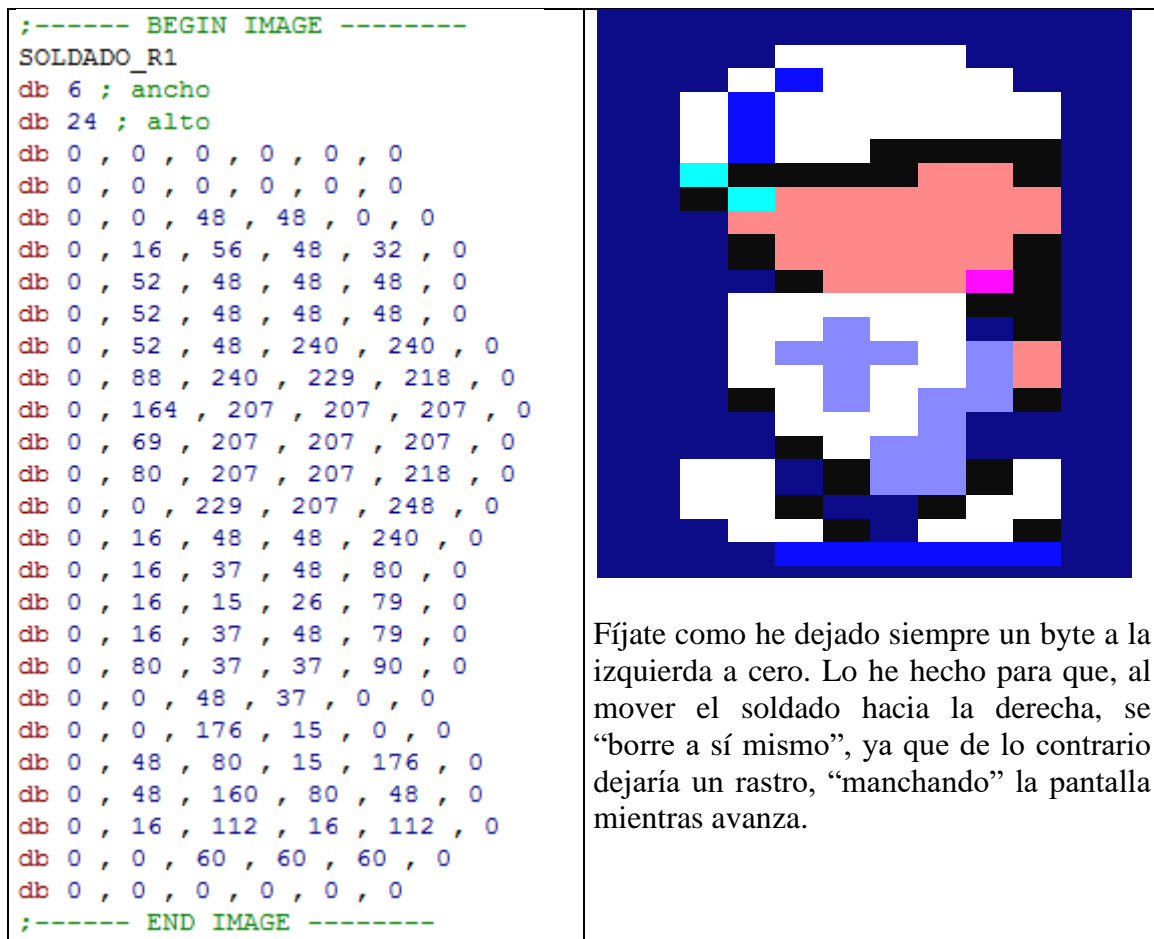 ;------ BEGIN IMAGE --------
SOLDADO_R1
db 6 ; ancho
db 24 ; alto
db 0 , 0 , 0 , 0 , 0 , 0
db 0 , 0 , 0 , 0 , 0 , 0
db 0 , 0 , 48 , 48 , 0 , 0
db 0 , 16 , 56 , 48 , 32 , 0
db 0 , 52 , 48 , 48 , 48 , 0
db 0 , 52 , 48 , 48 , 48 , 0
db 0 , 52 , 48 , 240 , 240 , 0
db 0 , 88 , 240 , 229 , 218 , 0
db 0 , 164 , 207 , 207 , 207 , 0
db 0 , 69 , 207 , 207 , 207 , 0
db 0 , 80 , 207 , 207 , 218 , 0
db 0 , 0 , 229 , 207 , 248 , 0
db 0 , 16 , 48 , 48 , 240 , 0
db 0 , 16 , 37 , 48 , 80 , 0
db 0 , 16 , 15 , 26 , 79 , 0
db 0 , 16 , 37 , 48 , 79 , 0
db 0 , 80 , 37 , 37 , 90 , 0
db 0 , 0 , 48 , 37 , 0 , 0
db 0 , 0 , 176 , 15 , 0 , 0
db 0 , 48 , 80 , 15 , 176 , 0
db 0 , 48 , 160 , 80 , 48 , 0
db 0 , 16 , 112 , 16 , 112 , 0
db 0 , 0 , 60 , 60 , 60 , 0
db 0 , 0 , 0 , 0 , 0 , 0
;------ END IMAGE --------
Fíjate como he dejado siempre un byte a la
izquierda a cero. Lo he hecho para que, al
mover el soldado hacia la derecha, se
“borre a sí mismo”, ya que de lo contrario
dejaría un rastro, “manchando” la pantalla
mientras avanza.